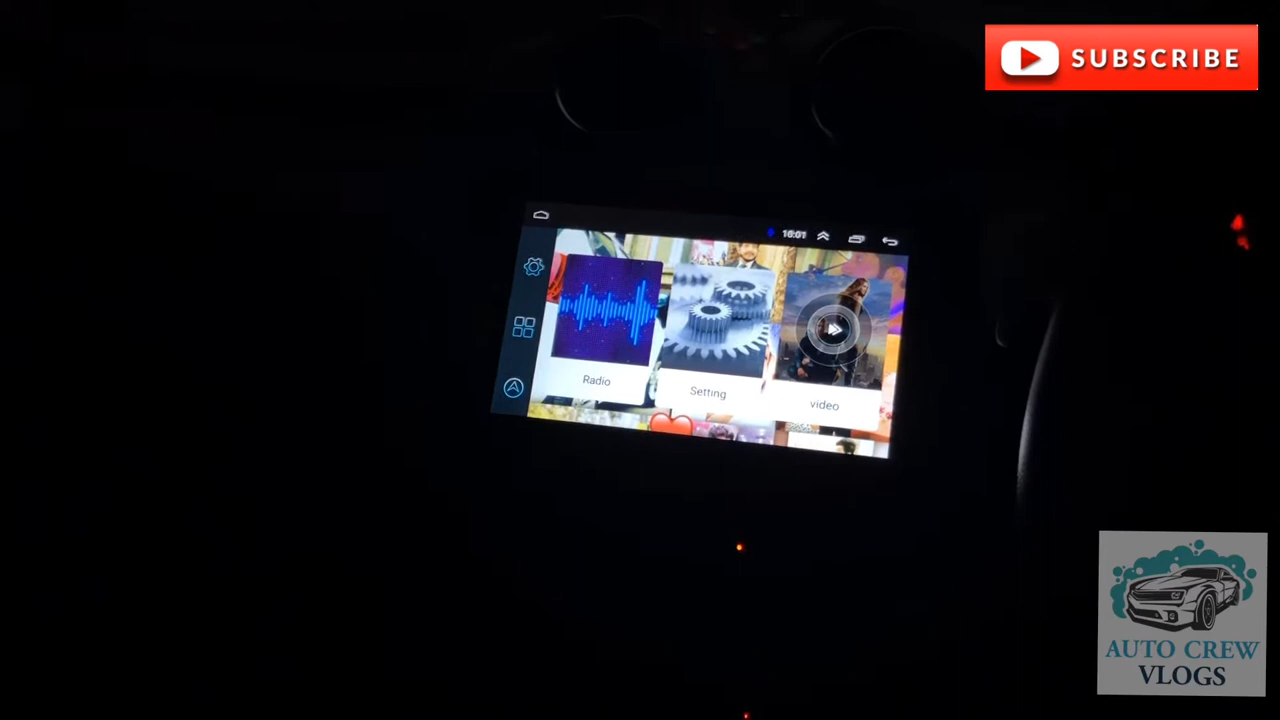 SUBSCRIBE
16:01
Radio
Setting
video
AUTO CREW
VLOGS